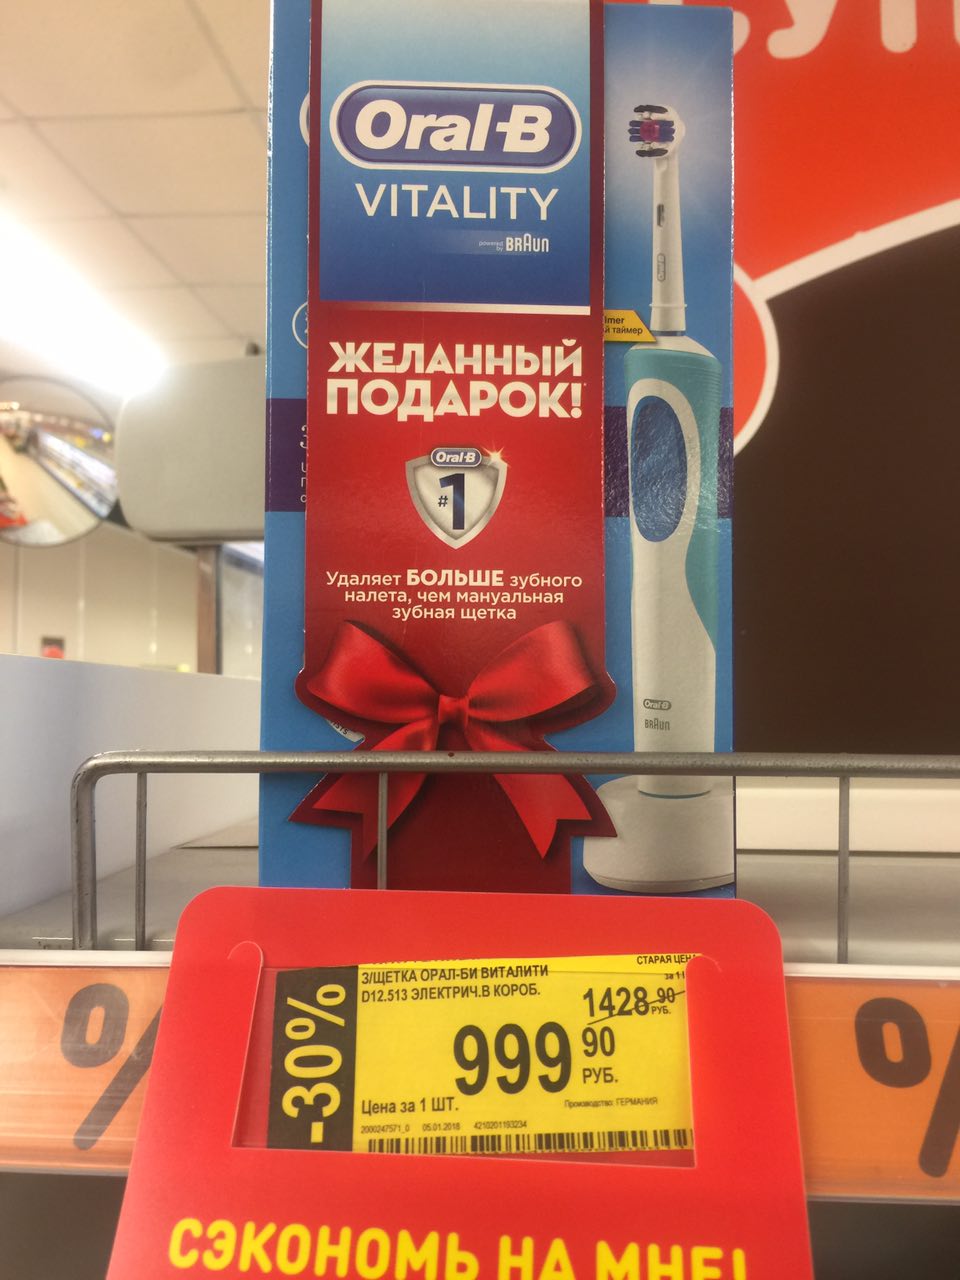 Oral-B
VITALITY
powered by BRAUN
ЖЕЛАННЫЙ
ПОДАРОК!
Oral-B
#1
Удаляет БОЛЬШЕ зубного
налета, чем мануальная
зубная щетка
й таймер
Oral-B
Oral-B
BRAUN
%
%
-30%
СТАРАЯ ЦЕНА
З/ЩЕТКА ОРАЛ-БИ ВИТАЛИТИ
D12.513 ЭЛЕКТРИЧ.В КОРОБ.
1428 90
РУБ.
999 90
РУБ.
Цена за 1 ШТ.
Производство: ГЕРМАНИЯ
2000247571_0 05.01.2018 4210201193234
СЭКОНОМЬ НА МНЕ!